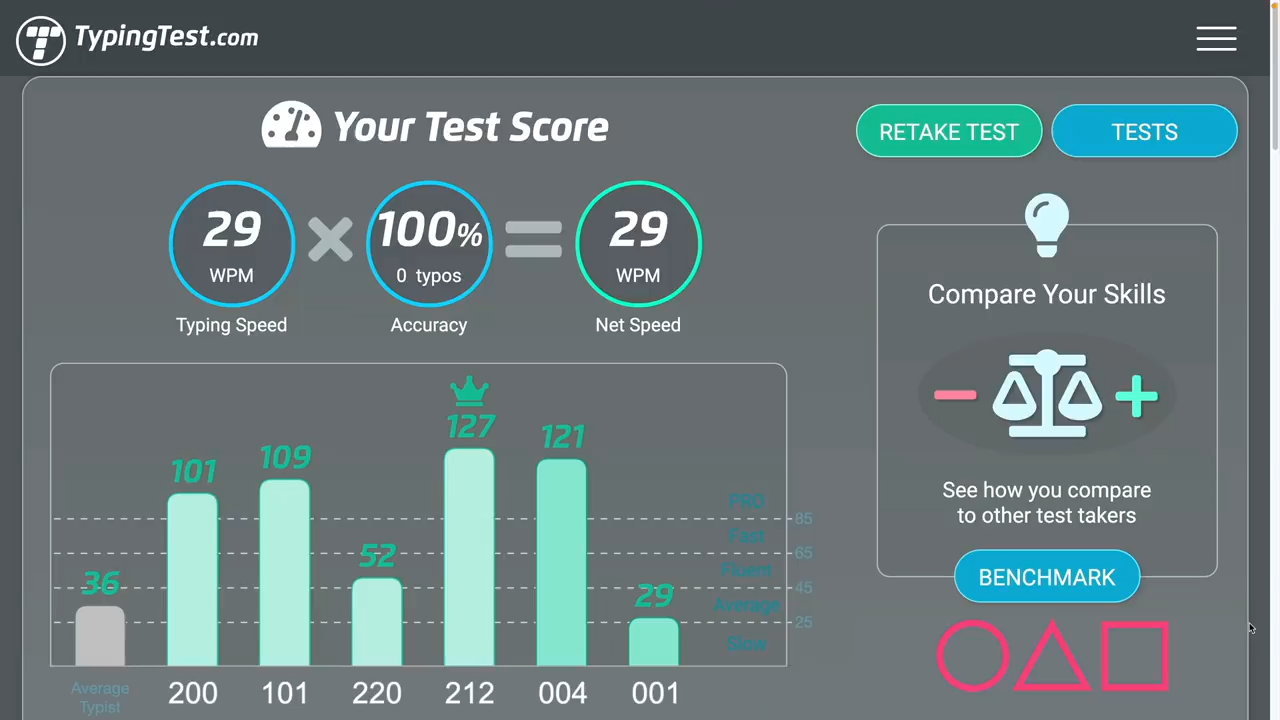 TypingTest.com
Your Test Score
RETAKE TEST
TESTS
29
WPM
Typing Speed
100%
0 typos
Accuracy
29
WPM
Net Speed
Compare Your Skills
See how you compare
to other test takers
BENCHMARK
36
101
109
52
127
121
29
PRO
85
Fast
65
Fluent
45
Average
25
Slow
Average
Typist
200
101
220
212
004
001